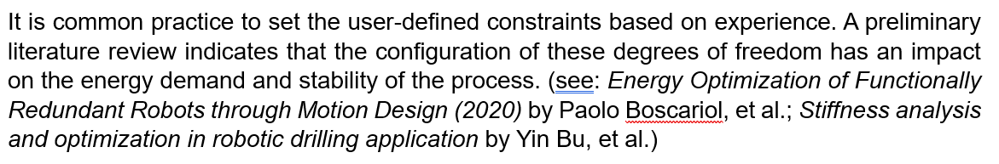 It is common practice to set the user-defined constraints based on experience. A preliminary
literature review indicates that the configuration of these degrees of freedom has an impact
on the energy demand and stability of the process. (see: Energy Optimization of Functionally
Redundant Robots through Motion Design (2020) by Paolo Boscariol, et al.; Stiffness analysis
and optimization in robotic drilling application by Yin Bu, et al.)